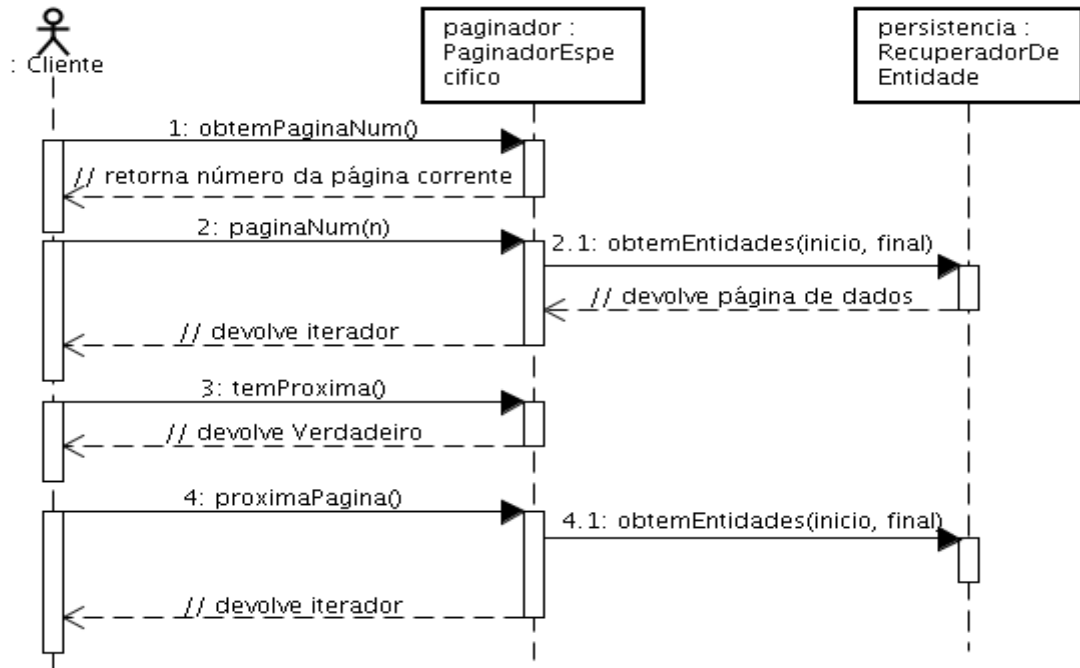 : Cliente
paginador :
PaginadorEspe
cifico
persistencia :
RecuperadorDe
Entidade
1: obtemPaginaNum()
// retorna número da página corrente
2: paginaNum(n)
2.1: obtemEntidades(inicio, final)
// devolve página de dados
// devolve iterador
3: temProxima()
// devolve Verdadeiro
4: proximaPagina()
4.1: obtemEntidades(inicio, final)
// devolve iterador